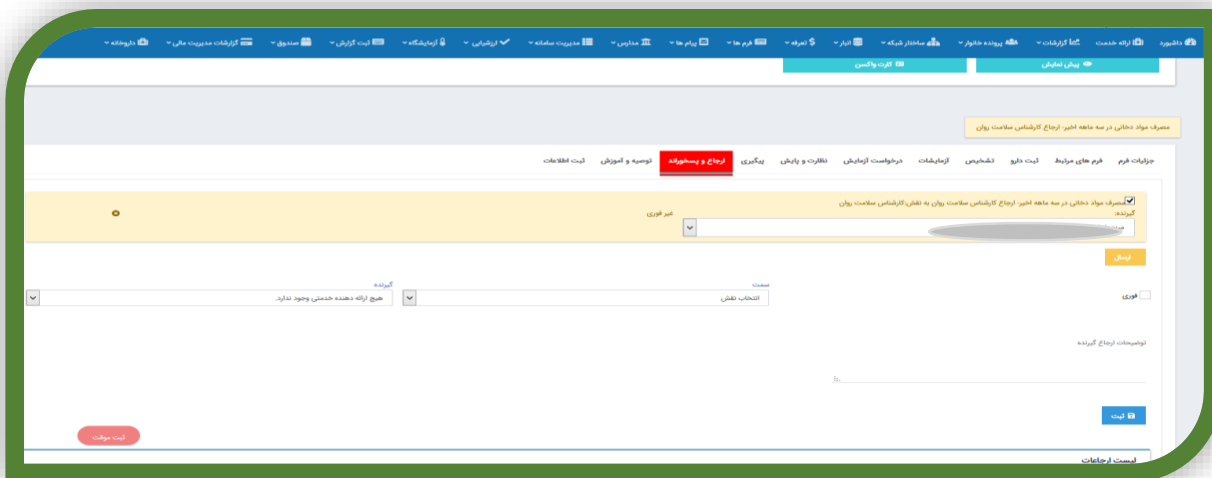 داشبورد ارائه خدمت گزارشات پرونده خانوار ساختار شبکه انبار تعرفه فرم ها پیام ها مدارس مدیریت سامانه ارزشیابی آزمایشگاه ثبت گزارش صندوق گزارشات مدیریت مالی داروخانه
پیش نمایش کارت واکسن
مصرف مواد دخانی در سه ماهه اخیر- ارجاع کارشناس سلامت روان
جزئیات فرم فرم های مرتبط ثبت دارو تشخیص آزمایشات درخواست آزمایش نظارت و پایش پیگیری ارجاع و پسخوراند توصیه و آموزش ثبت اطلاعات
مصرف مواد دخانی در سه ماهه اخیر- ارجاع کارشناس سلامت روان به نقش:کارشناس سلامت روان
گیرنده: غیر فوری
ارسال
سمت گیرنده
فوری انتخاب نقش هیچ ارائه دهنده خدمتی وجود ندارد.
توضیحات ارجاع گیرنده
ثبت
ثبت موقت
لیست ارجاعات